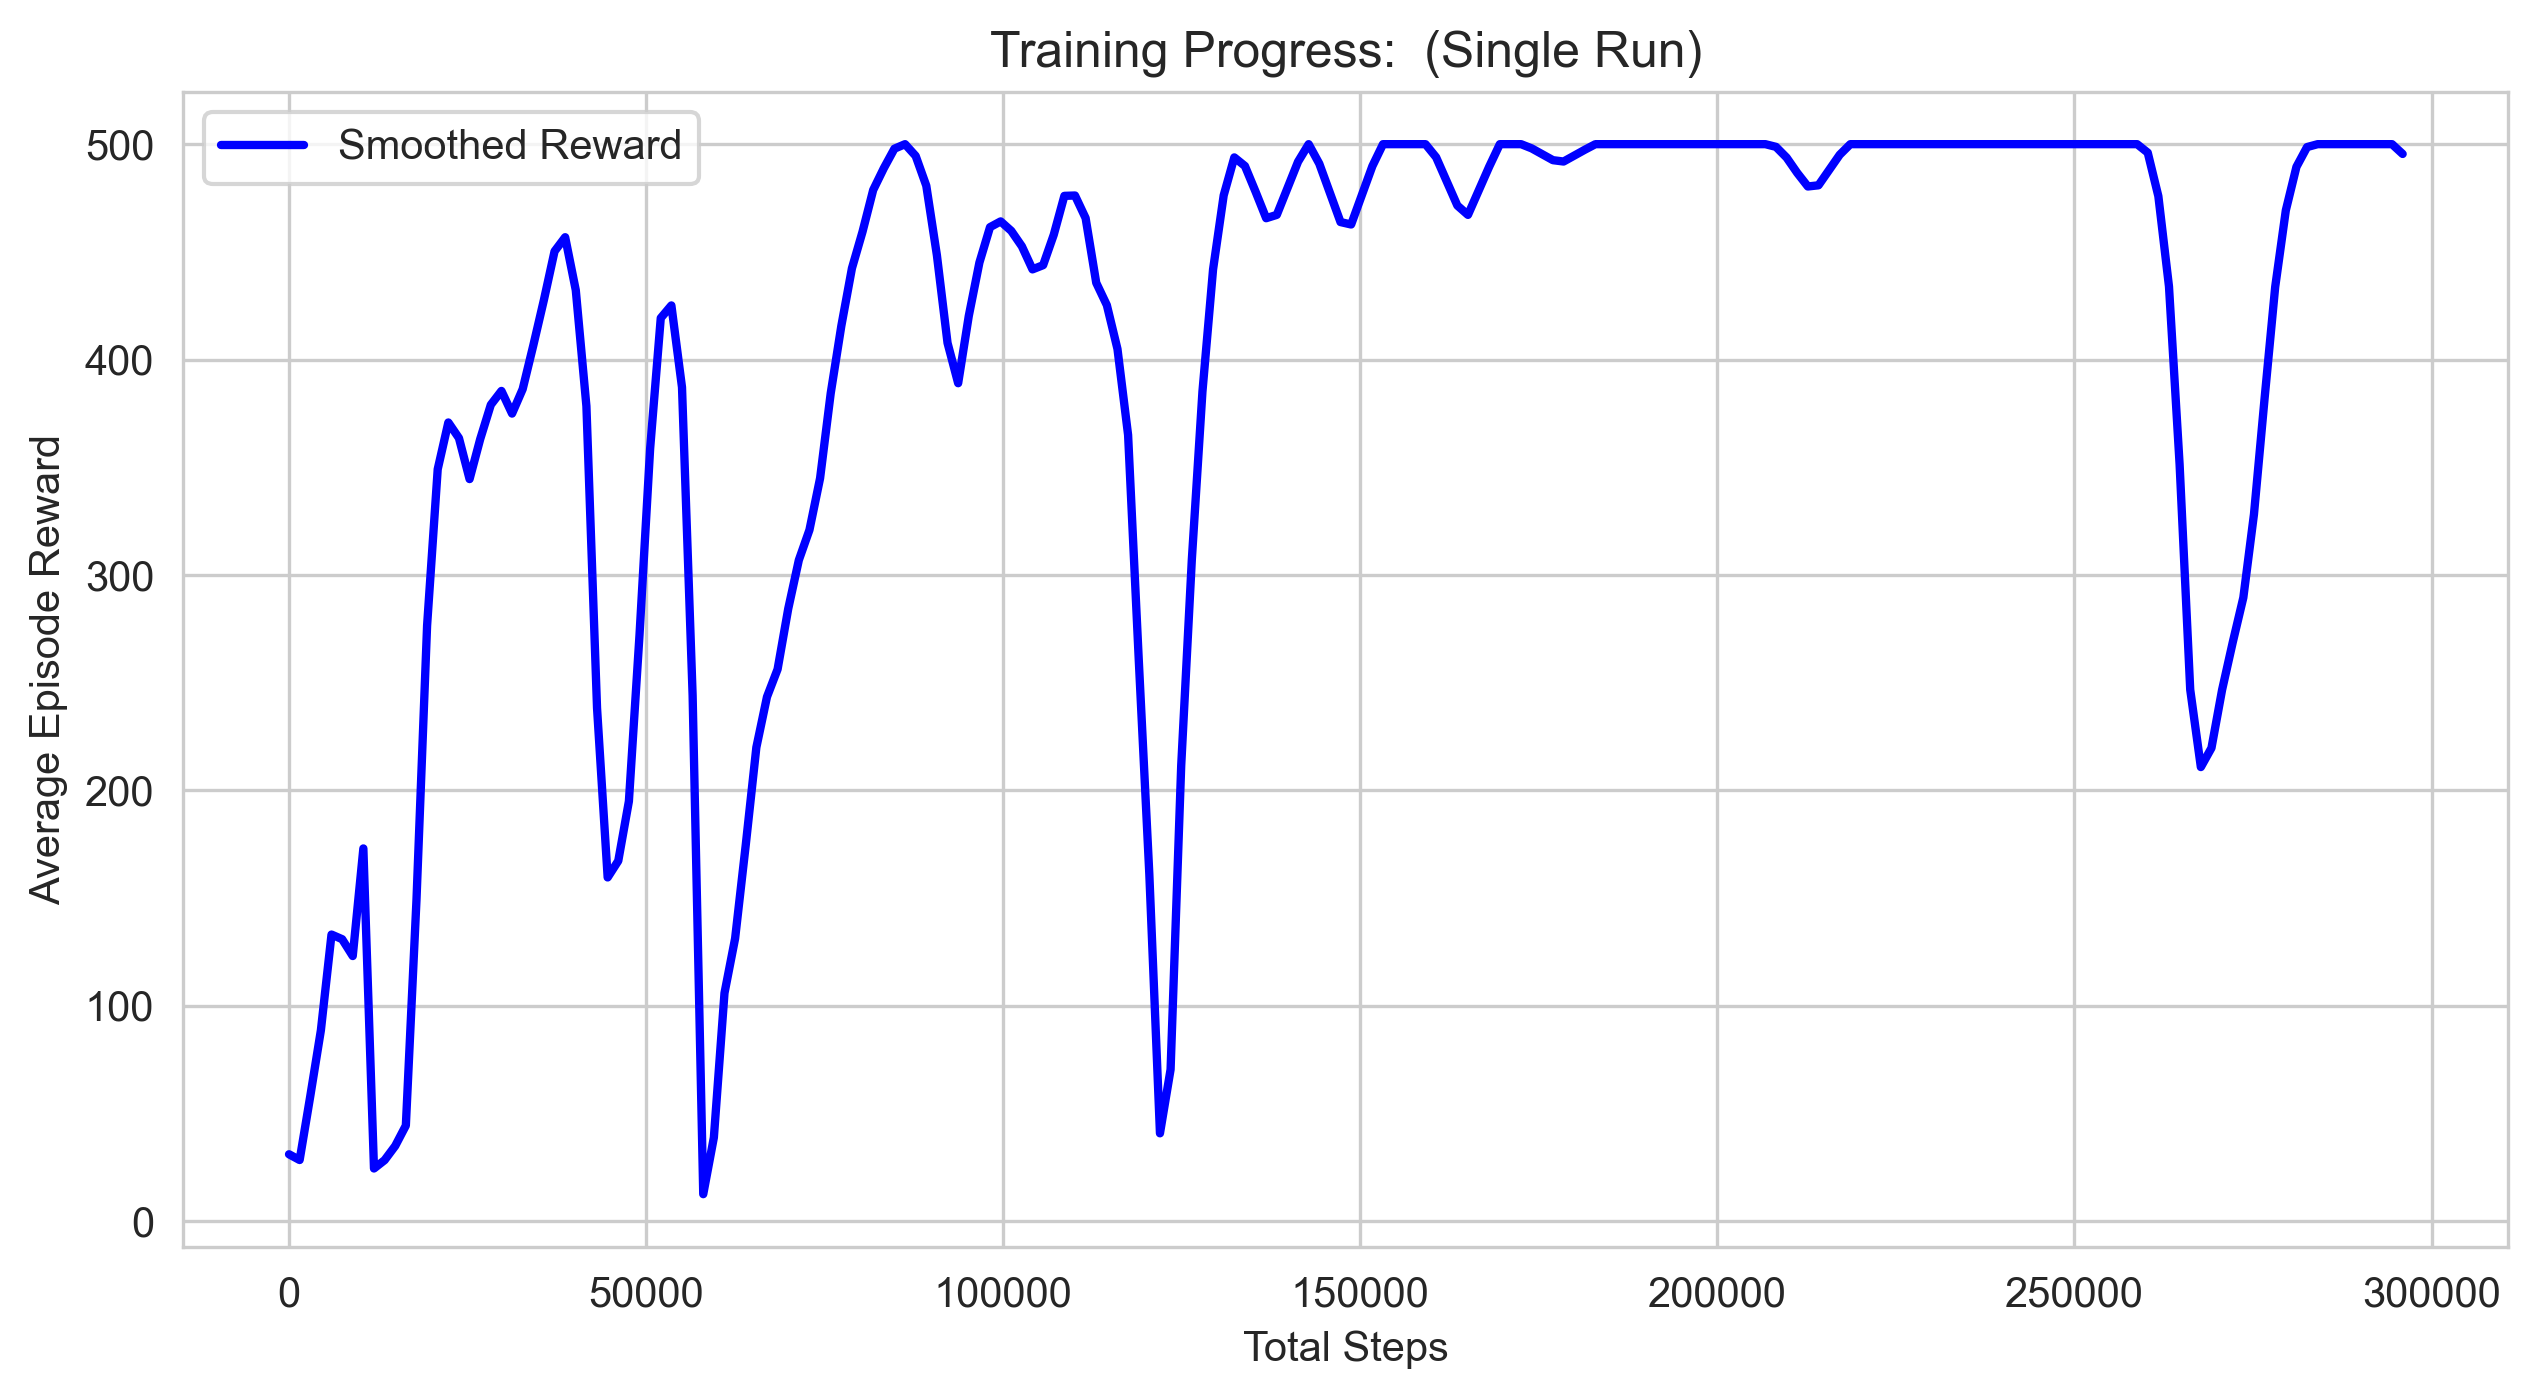 Training Progress:  (Single Run)
Smoothed Reward
Average Episode Reward
500
400
300
200
100
0
0 50000 100000 150000 200000 250000 300000
Total Steps